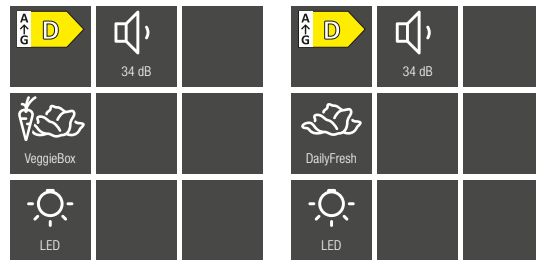 A
G
D
34 dB
VeggieBox
LED
A
G
D
34 dB
DailyFresh
LED